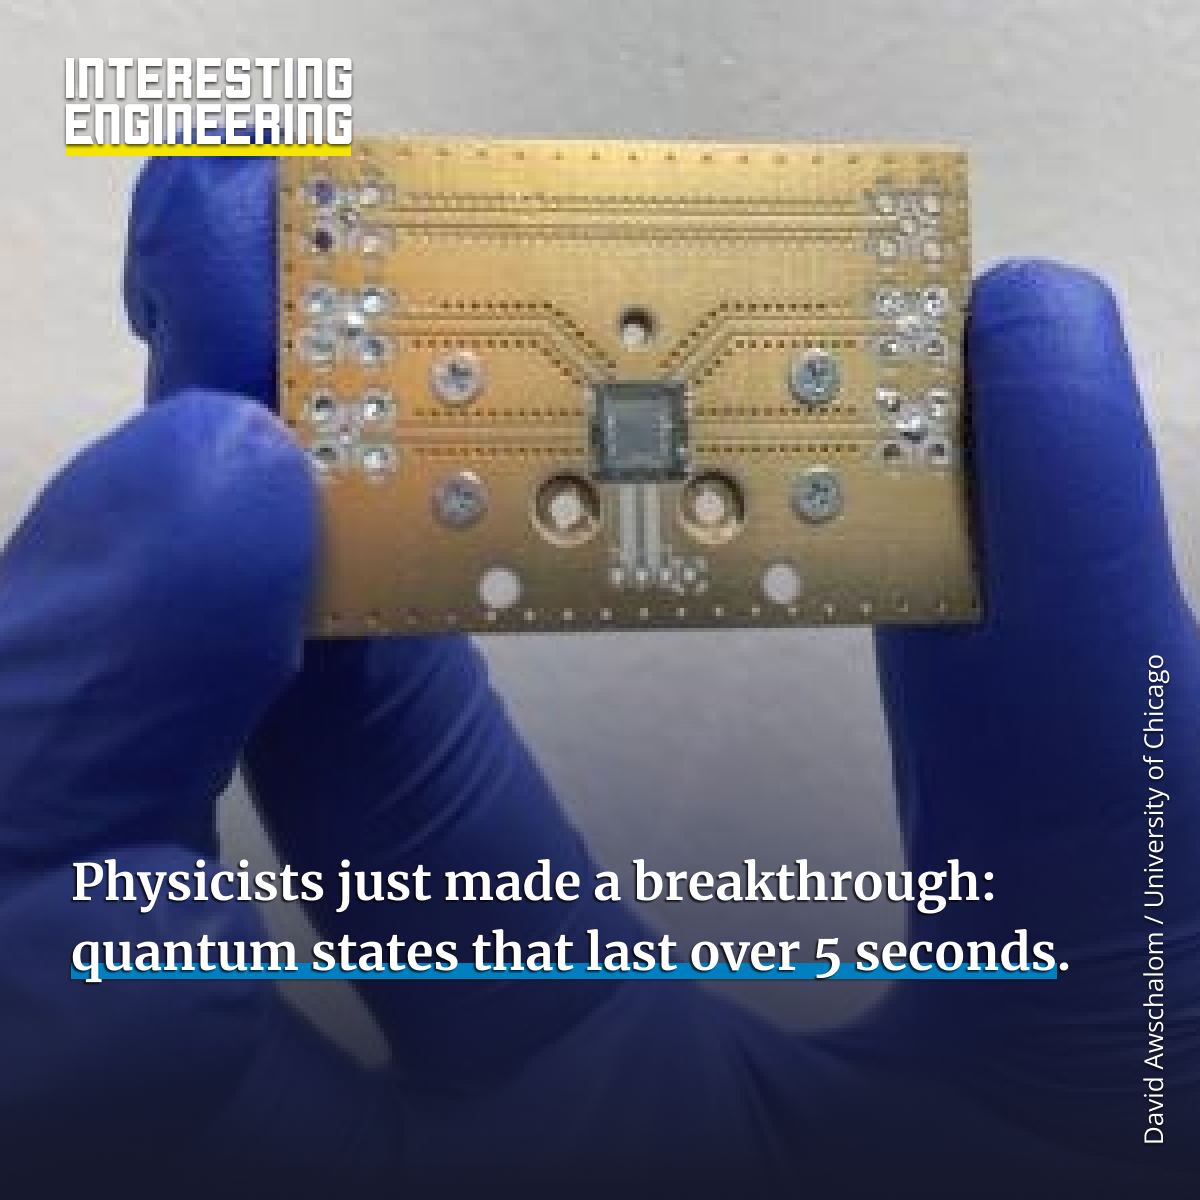 INTERESTING
ENGINEERING
Physicists just made a breakthrough:
quantum states that last over 5 seconds.
David Awschalom / University of Chicago